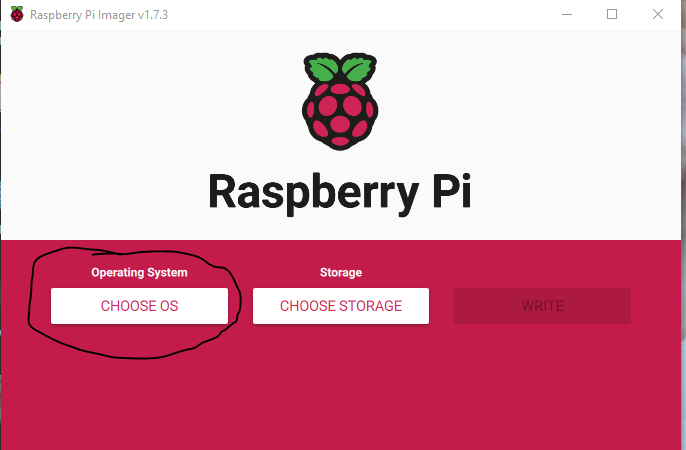 Raspberry Pi Imager v1.7.3
Raspberry Pi
Operating System
CHOOSE OS
Storage
CHOOSE STORAGE
WRITE